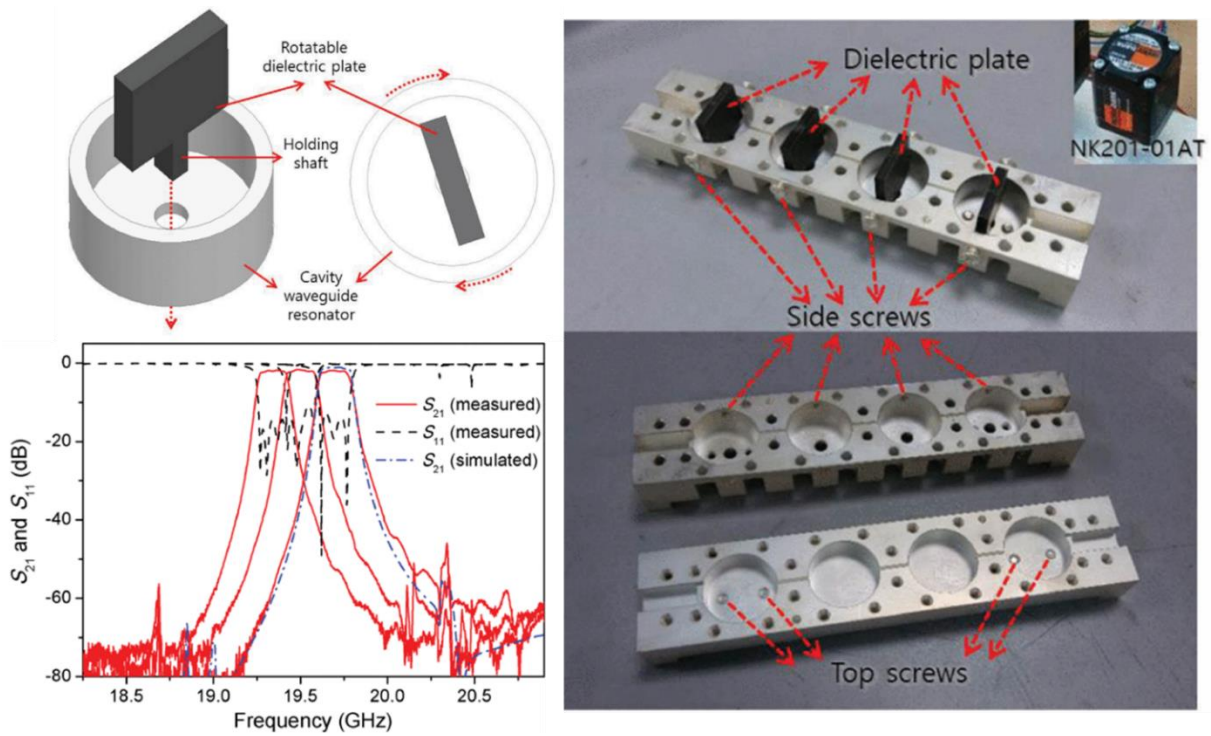 Rotatable
dielectric plate
Holding
shaft
Cavity
waveguide
resonator
0
-20
-40
-60
-80
S21 and S11 (dB)
S21 (measured)
S11 (measured)
S21 (simulated)
18.5 19.0 19.5 20.0 20.5
Frequency (GHz)
Dielectric plate
NK201-01AT
Side screws
Top screws